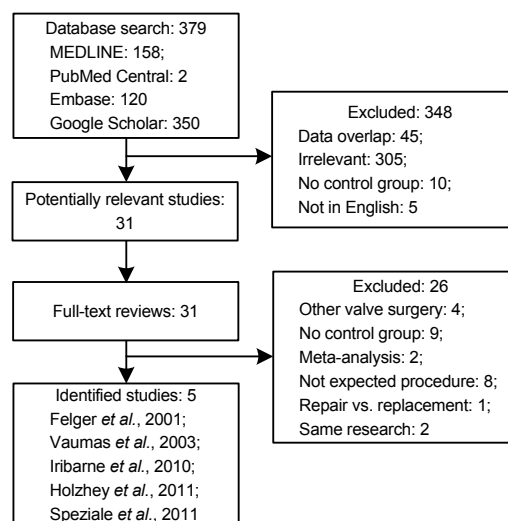 Database search: 379
MEDLINE: 158;
PubMed Central: 2
Embase: 120
Google Scholar: 350
Excluded: 348
Data overlap: 45;
Irrelevant: 305;
No control group: 10;
Not in English: 5
Potentially relevant studies:
31
Full-text reviews: 31
Excluded: 26
Other valve surgery: 4;
No control group: 9;
Meta-analysis: 2;
Not expected procedure: 8;
Repair vs. replacement: 1;
Same research: 2
Identified studies: 5
Felger et al., 2001;
Vaumas et al., 2003;
Iribarne et al., 2010;
Holzhey et al., 2011;
Speziale et al., 2011